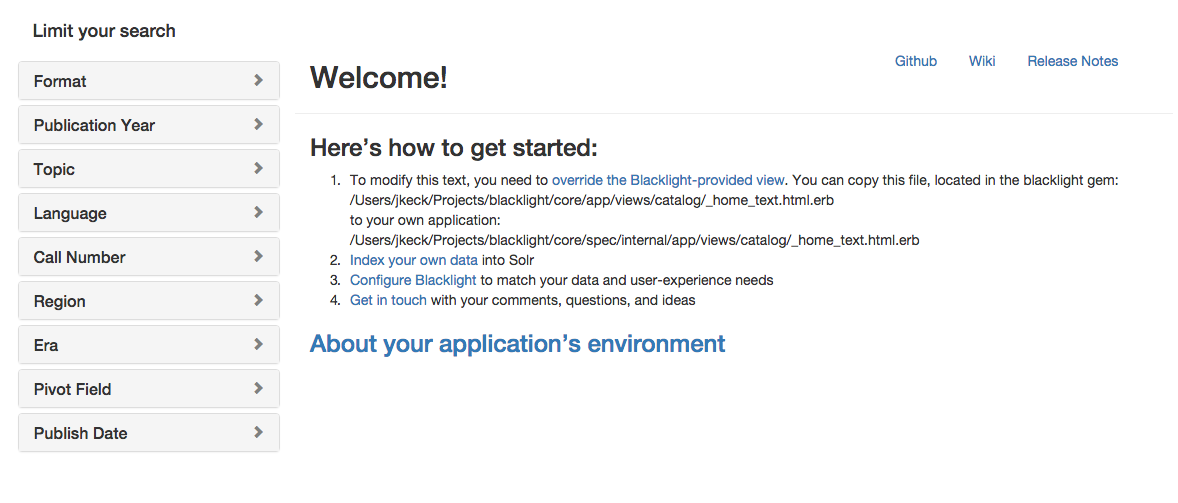 Limit your search
Format
Publication Year
Topic
Language
Call Number
Region
Era
Pivot Field
Publish Date
Github Wiki Release Notes
Welcome!
Here’s how to get started:
1. To modify this text, you need to override the Blacklight-provided view. You can copy this file, located in the blacklight gem:
/Users/jkeck/Projects/blacklight/core/app/views/catalog/_home_text.html.erb
to your own application:
/Users/jkeck/Projects/blacklight/core/spec/internal/app/views/catalog/_home_text.html.erb
2. Index your own data into Solr
3. Configure Blacklight to match your data and user-experience needs
4. Get in touch with your comments, questions, and ideas
About your application’s environment